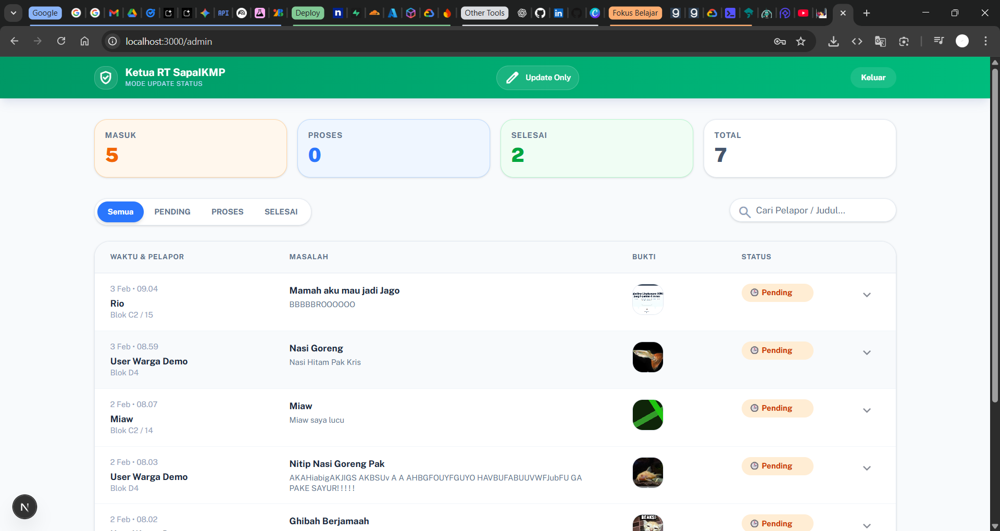 Google
API
Deploy
Other Tools
Fokus Belajar
localhost:3000/admin
Ketua RT SapaIKMP
MODE UPDATE STATUS
Update Only
Keluar
MASUK
5
PROSES
0
SELESAI
2
TOTAL
7
Semua
PENDING
PROSES
SELESAI
Cari Pelapor / Judul...
WAKTU & PELAPOR
MASALAH
BUKTI
STATUS
3 Feb • 09.04
Rio
Blok C2 / 15
Mamah aku mau jadi Jago
BBBBBROOOOOO
Pending
3 Feb • 08.59
User Warga Demo
Blok D4
Nasi Goreng
Nasi Hitam Pak Kris
Pending
2 Feb • 08.07
Miaw
Blok C2 / 14
Miaw
Miaw saya lucu
Pending
2 Feb • 08.03
User Warga Demo
Blok D4
Nitip Nasi Goreng Pak
AKAHiabigAKJIGS AKBSUv A A AHBGFOUYFGUYO HAVBUFABUUVWFJubFU GA
PAKE SAYUR!!!!!
Pending
2 Feb • 08.02
Ghibah Berjamaah
Pending
N